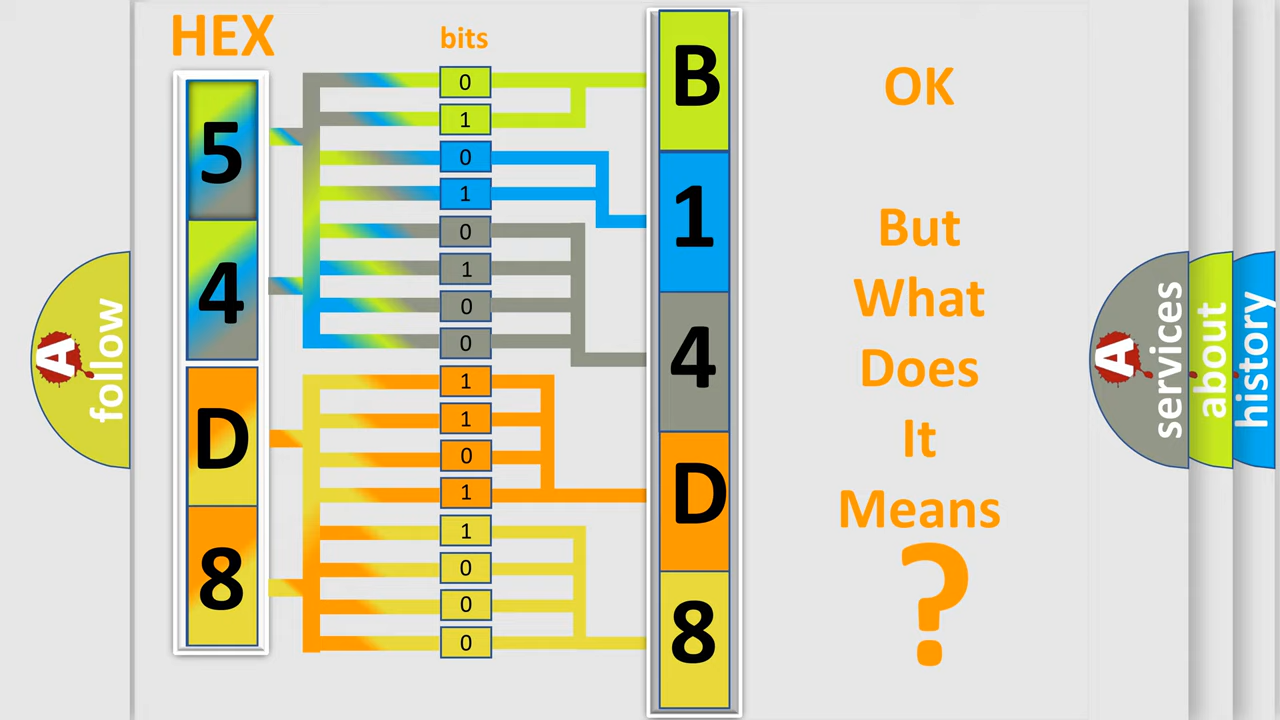 HEX
bits
5
4
D
8
0
1
0
1
0
1
0
0
1
1
0
1
1
0
0
0
B
1
4
D
8
OK
But
What
Does
It
Means
?
A
follow
A
services
about
history